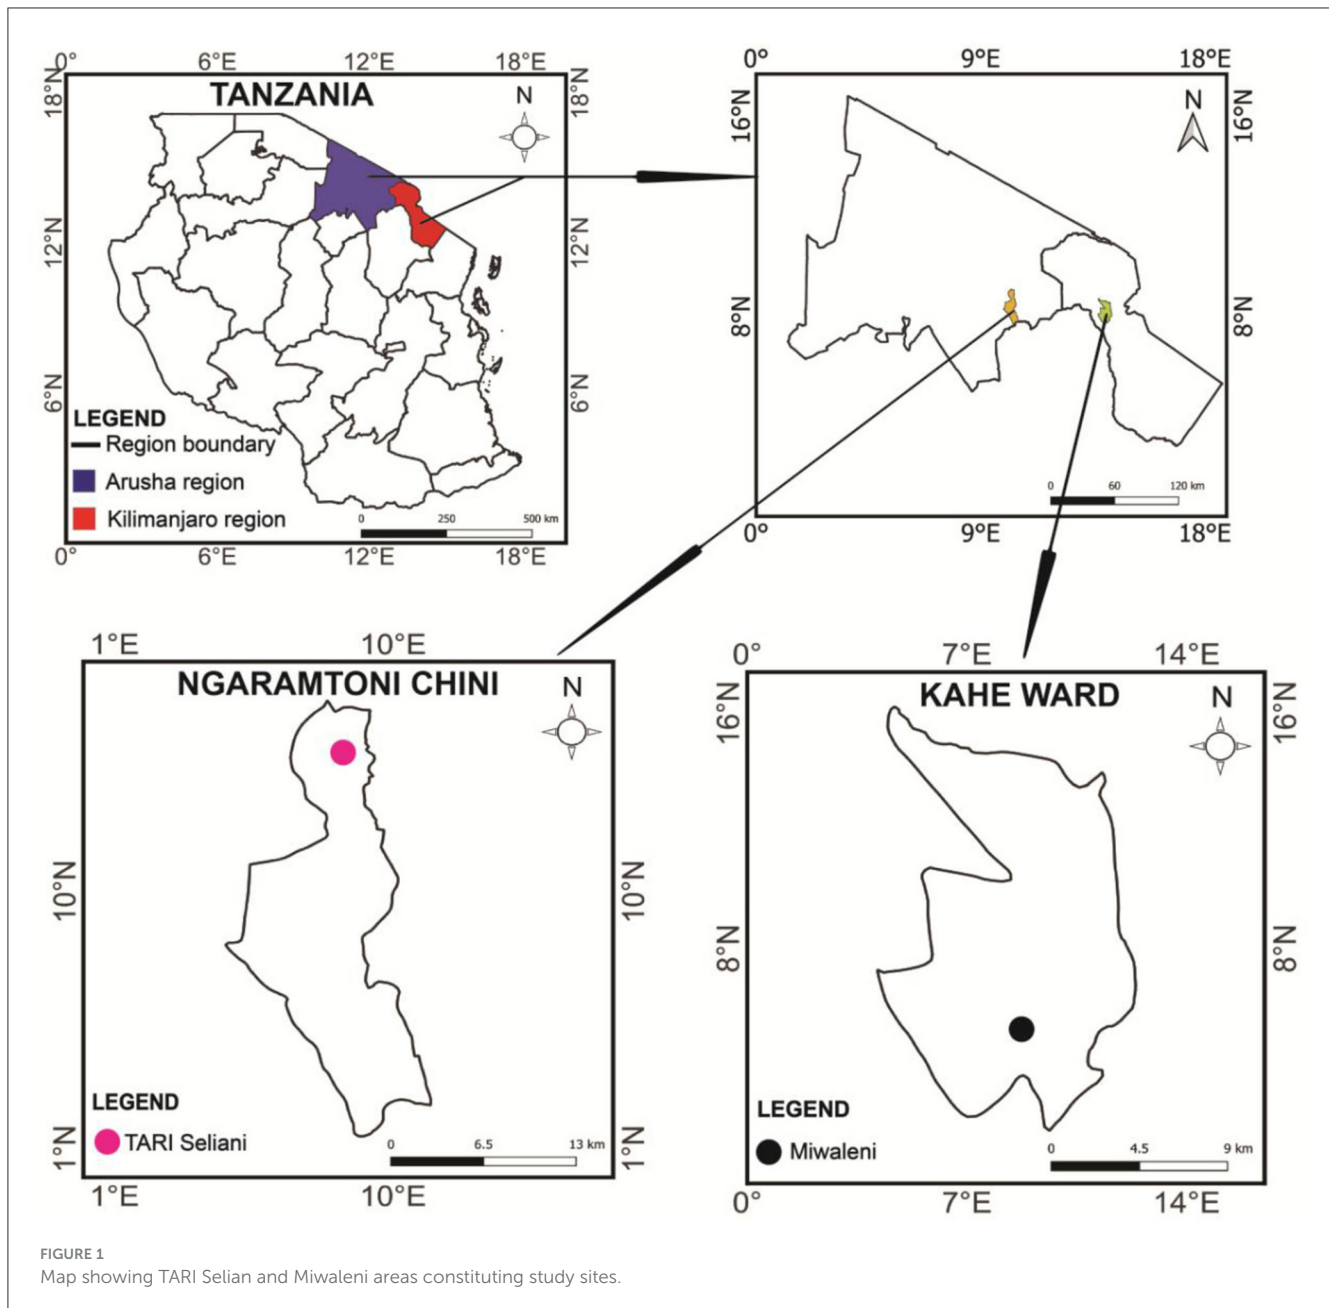 0° 6°E 12°E 18°E
18°N 18°N
TANZANIA
N
12°N 12°N
6°N 6°N
LEGEND
Region boundary
Arusha region
Kilimanjaro region
0 250 500 km
0° 6°E 12°E 18°E
0° 9°E 18°E
16°N 16°N
N
8°N 8°N
0 60 120 km
0° 9°E 18°E
1°E 10°E
NGARAMTONI CHINI
N
10°N 10°N
LEGEND
TARI Seliani
0 6.5 13 km
1°N 1°N
1°E 10°E
0° 7°E 14°E
KAHE WARD
N
16°N 16°N
8°N 8°N
LEGEND
Miwaleni
0 4.5 9 km
0° 7°E 14°E
FIGURE 1
Map showing TARI Selian and Miwaleni areas constituting study sites.